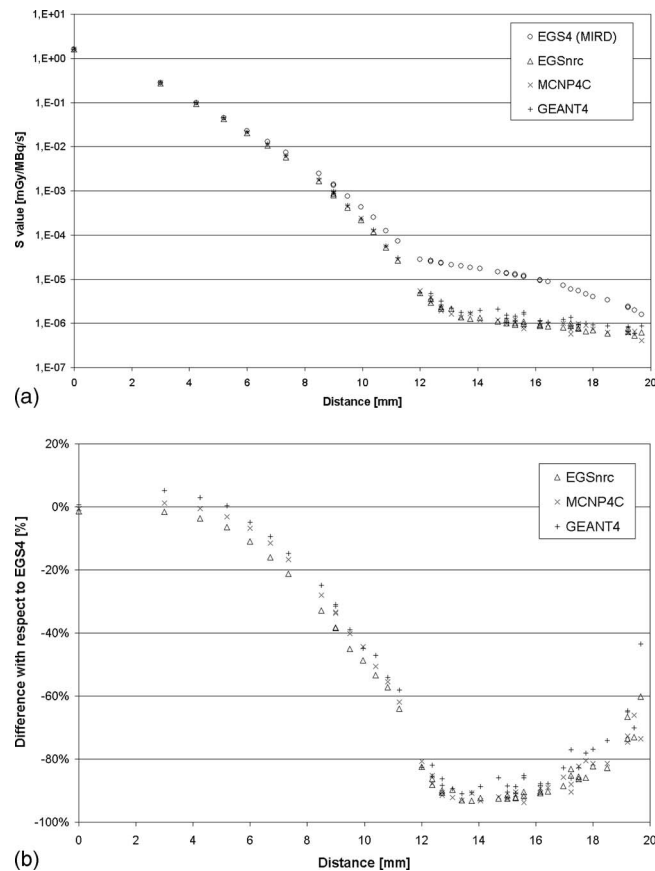 1,E+01
1,E+00
1,E-01
1,E-02
1,E-03
1,E-04
1,E-05
1,E-06
1,E-07
S value [mGy/MBq/s]
EGS4 (MIRD)
EGSnrc
MCNP4C
GEANT4
0 2 4 6 8 10 12 14 16 18 20
Distance [mm]
(a)
20%
0%
-20%
-40%
-60%
-80%
-100%
Difference with respect to EGS4 [%]
EGSnrc
MCNP4C
GEANT4
0 2 4 6 8 10 12 14 16 18 20
Distance [mm]
(b)